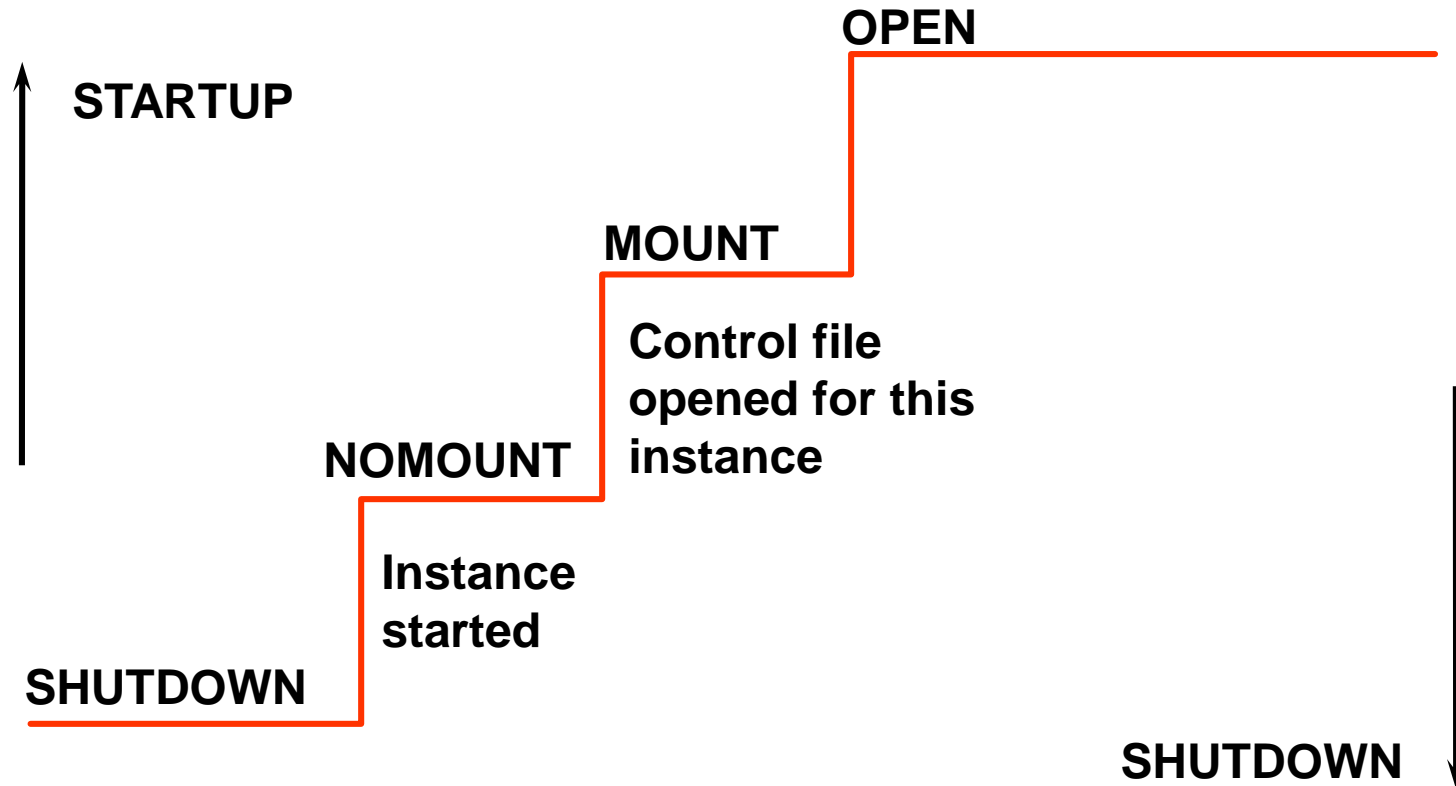 OPEN
STARTUP
MOUNT
Control file
opened for this
instance
NOMOUNT
Instance
started
SHUTDOWN
SHUTDOWN